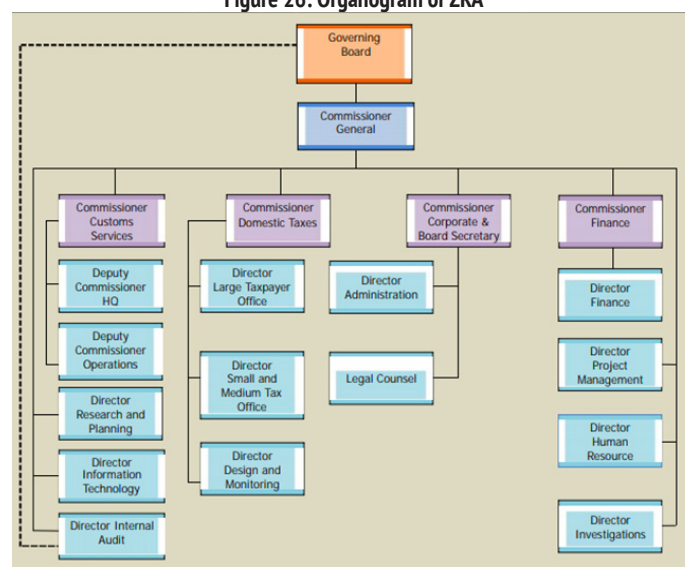 Figure 26: Organogram of ZRA
Governing
Board
Commissioner
General
Commissioner
Customs
Services
Commissioner
Domestic Taxes
Commissioner
Corporate &
Board Secretary
Commissioner
Finance
Deputy
Commissioner
HQ
Director
Large Taxpayer
Office
Director
Administration
Director
Finance
Deputy
Commissioner
Operations
Director
Small and
Medium Tax
Office
Legal Counsel
Director
Project
Management
Director
Research and
Planning
Director
Human
Resource
Director
Information
Technology
Director
Design and
Monitoring
Director Internal
Audit
Director
Investigations